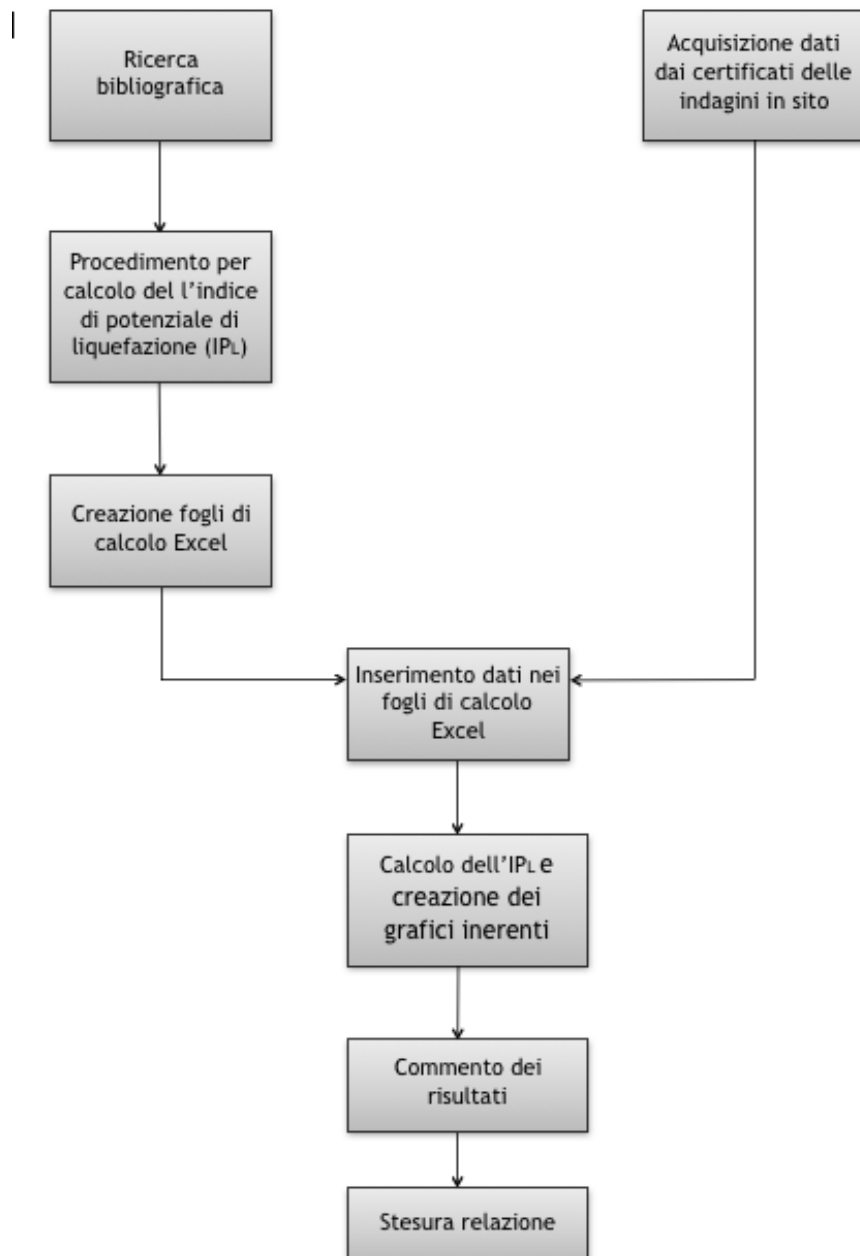 Ricerca
bibliografica
Acquisizione dati
dai certificati delle
indagini in sito
Procedimento per
calcolo del l'indice
di potenziale di
liquefazione (IPL)
Creazione fogli di
calcolo Excel
Inserimento dati nei
fogli di calcolo
Excel
Calcolo dell'IPL e
creazione dei
grafici inerenti
Commento dei
risultati
Stesura relazione